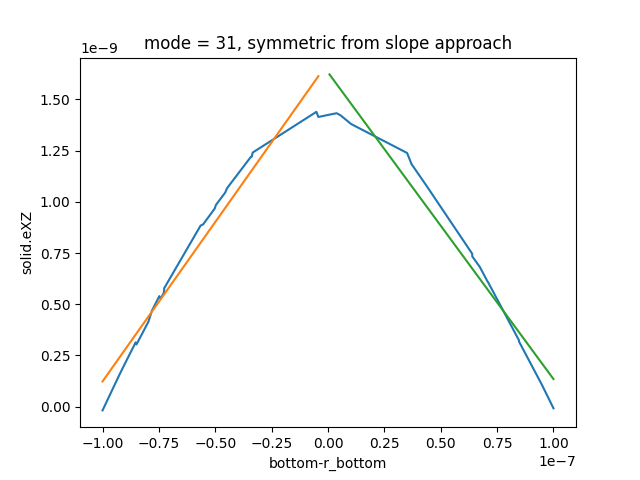 1e−9
mode = 31, symmetric from slope approach
1.50
1.25
1.00
0.75
0.50
0.25
0.00
solid.eXZ
−1.00 −0.75 −0.50 −0.25 0.00 0.25 0.50 0.75 1.00
bottom-r_bottom
1e−7